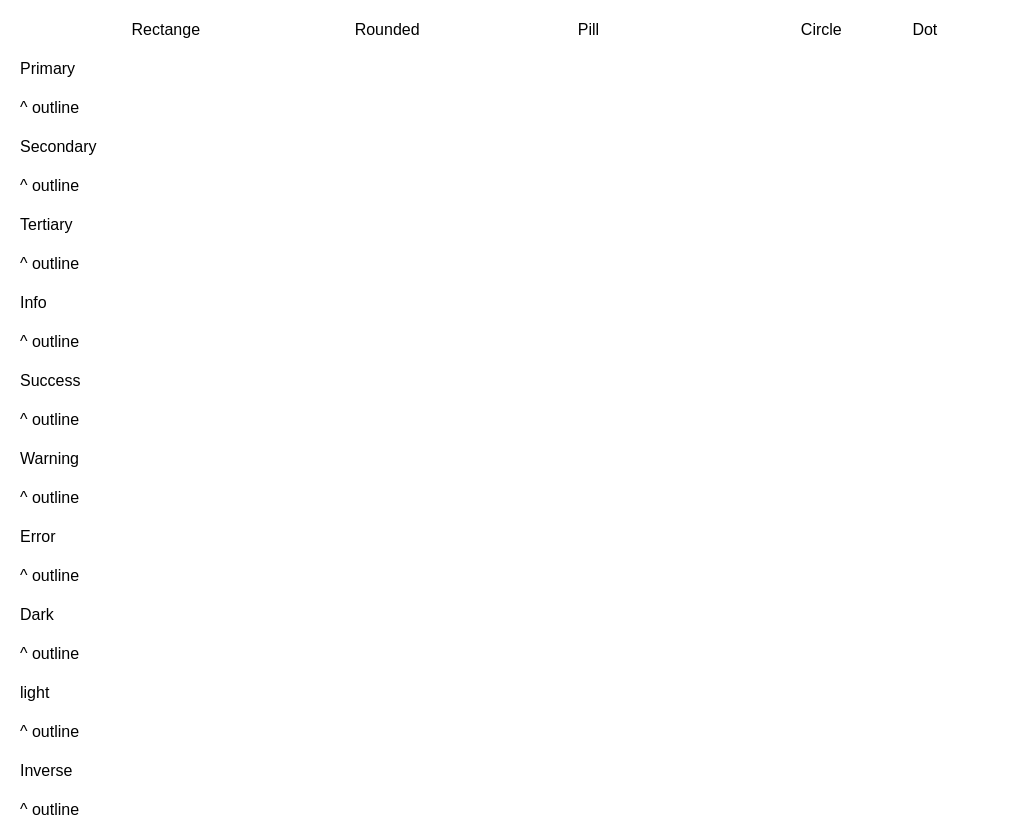 Rectange Rounded Pill Circle Dot
Primary
^ outline
Secondary
^ outline
Tertiary
^ outline
Info
^ outline
Success
^ outline
Warning
^ outline
Error
^ outline
Dark
^ outline
light
^ outline
Inverse
^ outline